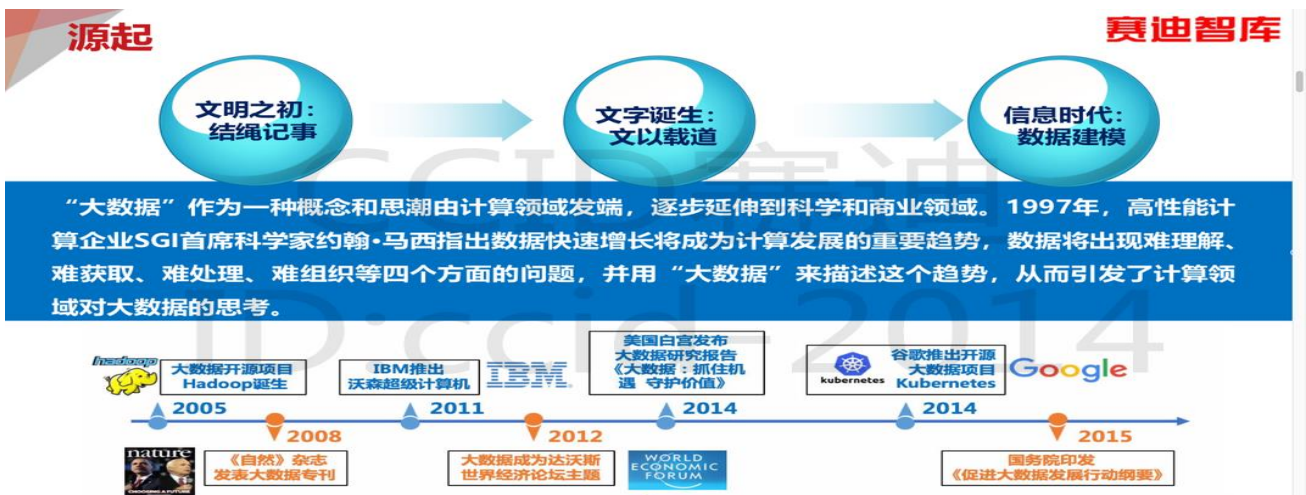 源起
赛迪智库
文明之初：
结绳记事
文字诞生：
文以载道
信息时代：
数据建模
CCID赛迪
ID:ccid-2014
“大数据”作为一种概念和思潮由计算领域发端，逐步延伸到科学和商业领域。1997年，高性能计
算企业SGI首席科学家约翰•马西指出数据快速增长将成为计算发展的重要趋势，数据将出现难理解、
难获取、难处理、难组织等四个方面的问题，并用“大数据”来描述这个趋势，从而引发了计算领
域对大数据的思考。
hadoop
大数据开源项目
Hadoop诞生
IBM推出
沃森超级计算机
IBM
美国白宫发布
大数据研究报告
《大数据：抓住机
遇 守护价值》
kubernetes
谷歌推出开源
大数据项目
Kubernetes
Google
2005
2011
2014
2014
2008
2012
2015
nature
CHOOSING A FUTURE
《自然》杂志
发表大数据专刊
大数据成为达沃斯
世界经济论坛主题
WORLD
ECONOMIC
FORUM
国务院印发
《促进大数据发展行动纲要》